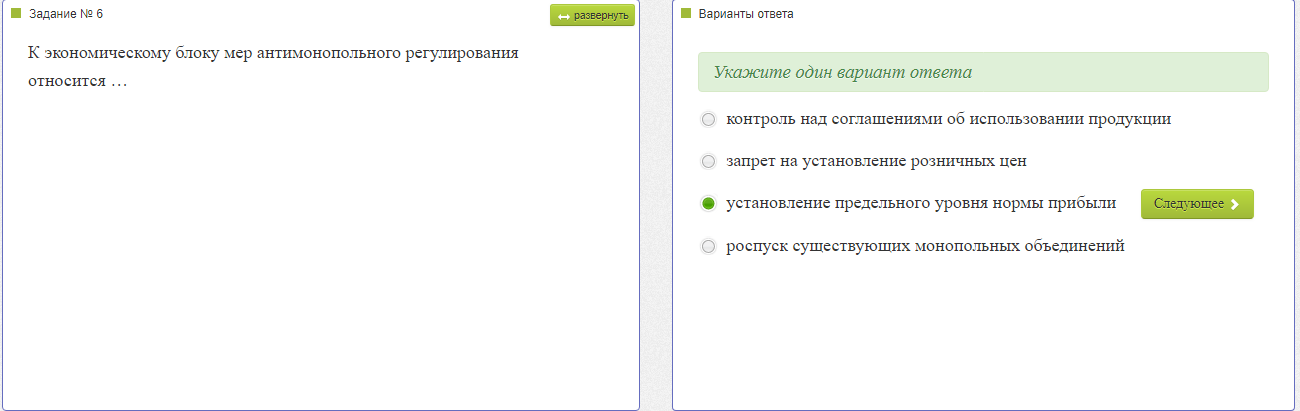 Задание № 6
развернуть
К экономическому блоку мер антимонопольного регулирования
относится …
Варианты ответа
Укажите один вариант ответа
контроль над соглашениями об использовании продукции
запрет на установление розничных цен
установление предельного уровня нормы прибыли
Следующее
роспуск существующих монопольных объединений